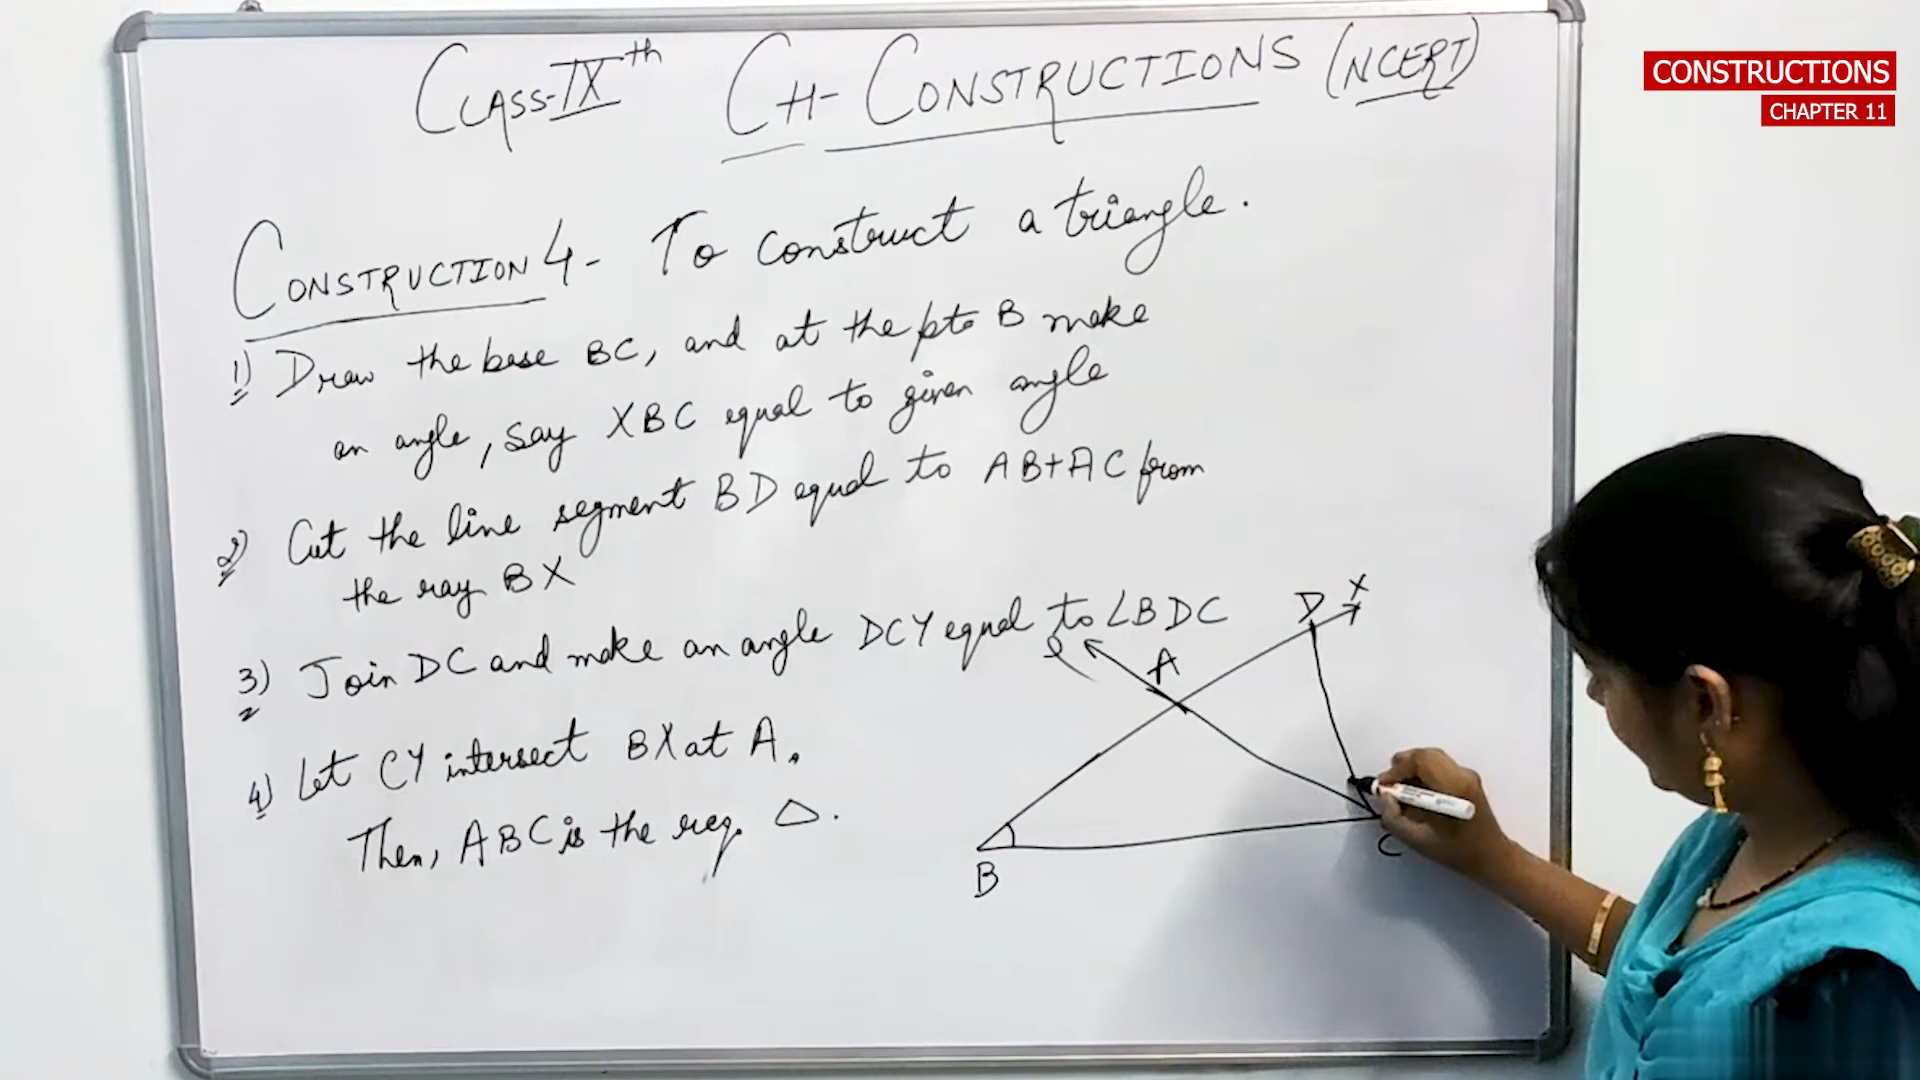 CLASS-IXth CH-CONSTRUCTIONS (NCERT)
CONSTRUCTIONS
CHAPTER 11
CONSTRUCTION 4 - To construct a triangle.
1) Draw the base BC, and at the pt. B make
an angle, say XBC equal to given angle
2) Cut the line segment BD equal to AB+AC from
the ray BX
3) Join DC and make an angle DCY equal to ∠BDC
4) Let CY intersect BX at A.
Then, ABC is the req. △.
D X
A
B
C